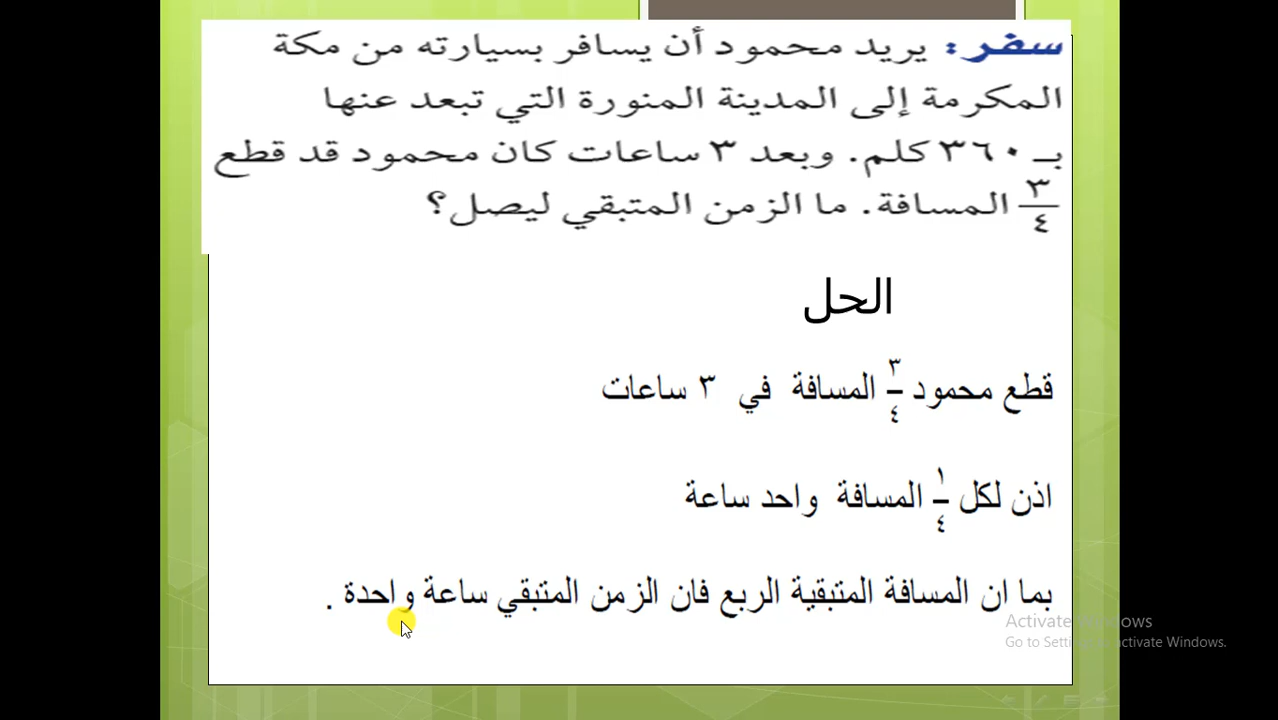 سفر: يريد محمود أن يسافر بسيارته من مكة
المكرمة إلى المدينة المنورة التي تبعد عنها
بـ ٣٦٠ كلم. وبعد ٣ ساعات كان محمود قد قطع
٣/٤ المسافة. ما الزمن المتبقي ليصل؟
الحل
قطع محمود ٣/٤ المسافة في ٣ ساعات
اذن لكل ١/٤ المسافة واحد ساعة
بما ان المسافة المتبقية الربع فان الزمن المتبقي ساعة واحدة .
Activate Windows
Go to Settings to activate Windows.